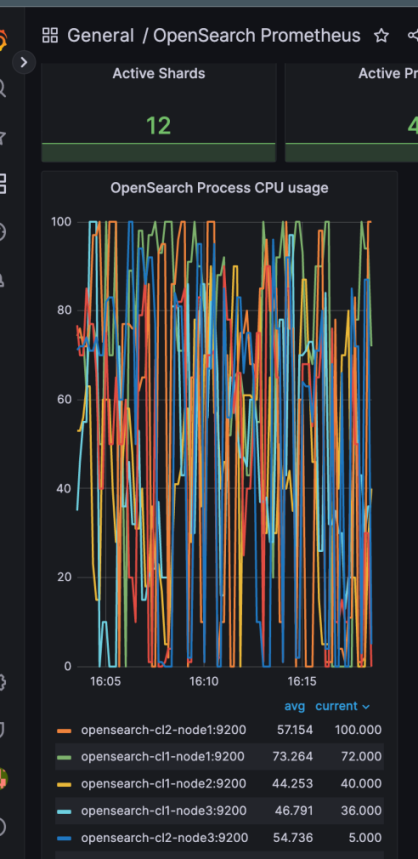 General / OpenSearch Prometheus
Active Shards
12
Active Pr
4
OpenSearch Process CPU usage
100
80
60
40
20
0
16:05 16:10 16:15
avg current
opensearch-cl2-node1:9200 57.154 100.000
opensearch-cl1-node1:9200 73.264 72.000
opensearch-cl1-node2:9200 44.253 40.000
opensearch-cl1-node3:9200 46.791 36.000
opensearch-cl2-node3:9200 54.736 5.000